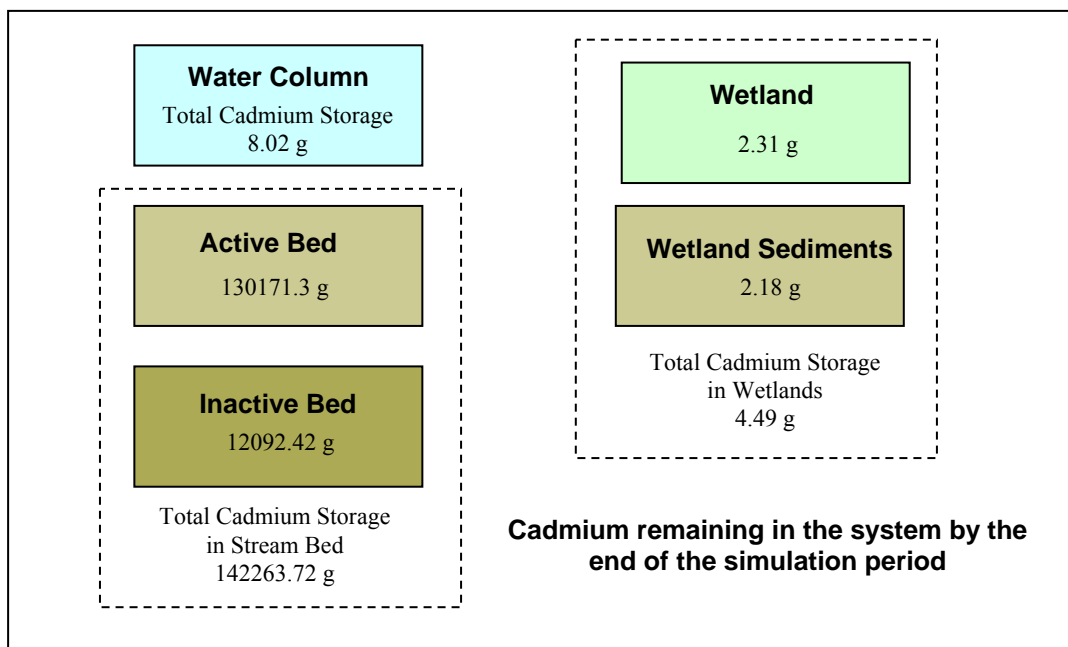 Water Column
Total Cadmium Storage
8.02 g
Active Bed
130171.3 g
Inactive Bed
12092.42 g
Total Cadmium Storage
in Stream Bed
142263.72 g
Wetland
2.31 g
Wetland Sediments
2.18 g
Total Cadmium Storage
in Wetlands
4.49 g
Cadmium remaining in the system by the
end of the simulation period